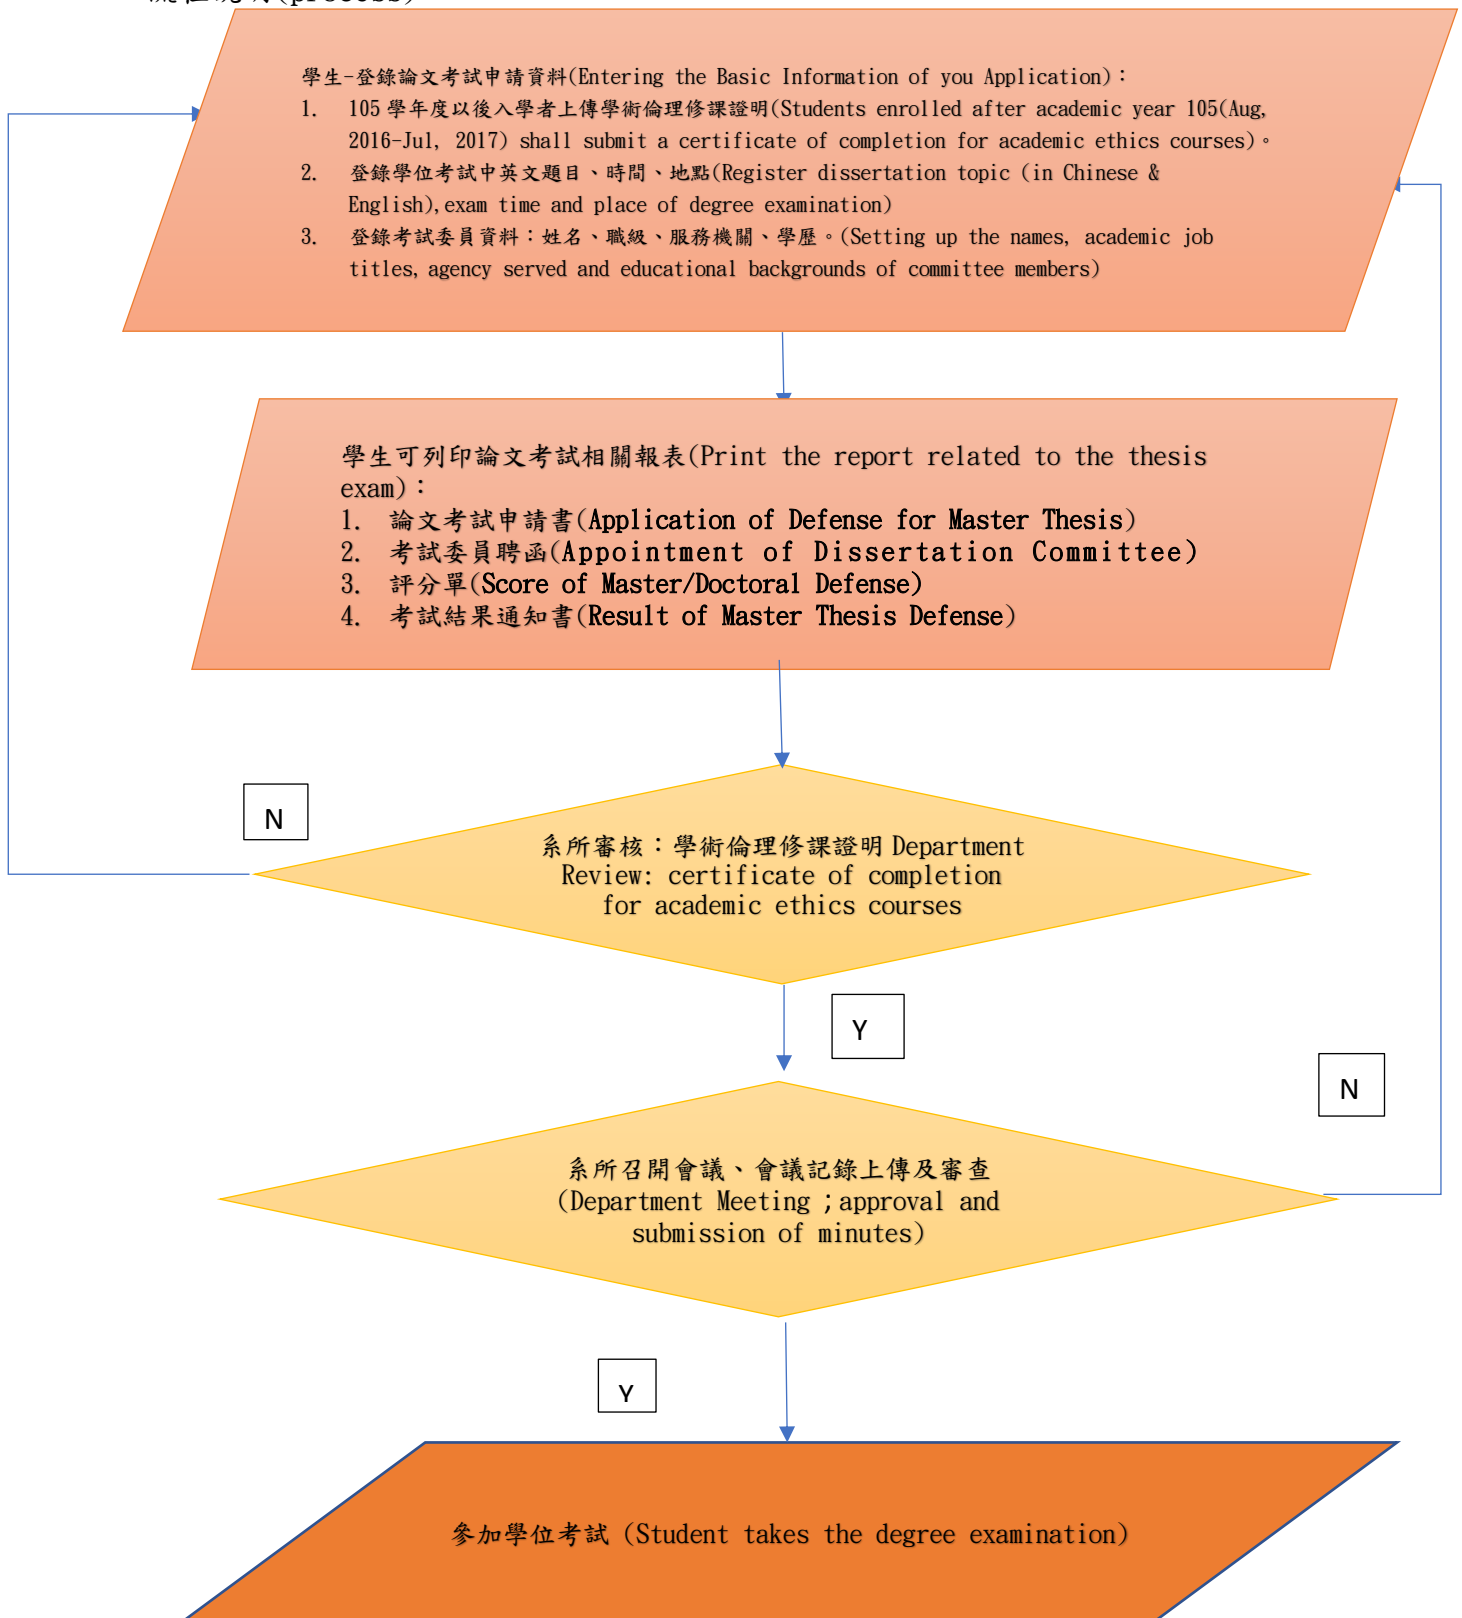 流程說明(process)
學生-登錄論文考試申請資料(Entering the Basic Information of you Application)：
1. 105 學年度以後入學者上傳學術倫理修課證明(Students enrolled after academic year 105(Aug,
2016-Jul, 2017) shall submit a certificate of completion for academic ethics courses)。
2. 登錄學位考試中英文題目、時間、地點(Register dissertation topic (in Chinese &
English),exam time and place of degree examination)
3. 登錄考試委員資料：姓名、職級、服務機關、學歷。(Setting up the names, academic job
titles, agency served and educational backgrounds of committee members)
學生可列印論文考試相關報表(Print the report related to the thesis
exam)：
1. 論文考試申請書(Application of Defense for Master Thesis)
2. 考試委員聘函(Appointment of Dissertation Committee)
3. 評分單(Score of Master/Doctoral Defense)
4. 考試結果通知書(Result of Master Thesis Defense)
N
系所審核：學術倫理修課證明 Department
Review: certificate of completion
for academic ethics courses
Y
N
系所召開會議、會議記錄上傳及審查
(Department Meeting ;approval and
submission of minutes)
Y
參加學位考試 (Student takes the degree examination)